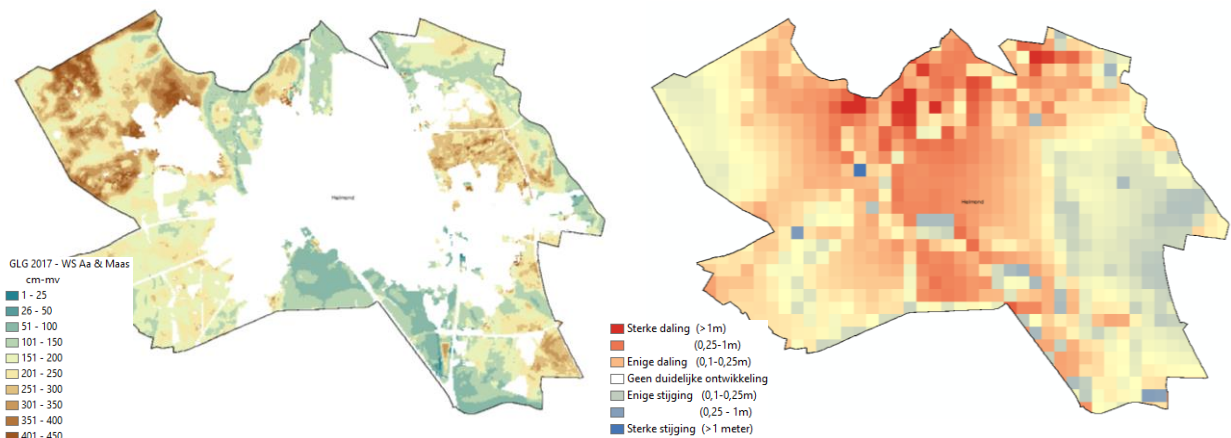 Helmond
GLG 2017 - WS Aa & Maas
cm-mv
1 - 25
26 - 50
51 - 100
101 - 150
151 - 200
201 - 250
251 - 300
301 - 350
351 - 400
401 - 450
Helmond
Sterke daling (>1m)
(0,25-1m)
Enige daling (0,1-0,25m)
Geen duidelijke ontwikkeling
Enige stijging (0,1-0,25m)
(0,25 - 1m)
Sterke stijging (>1 meter)